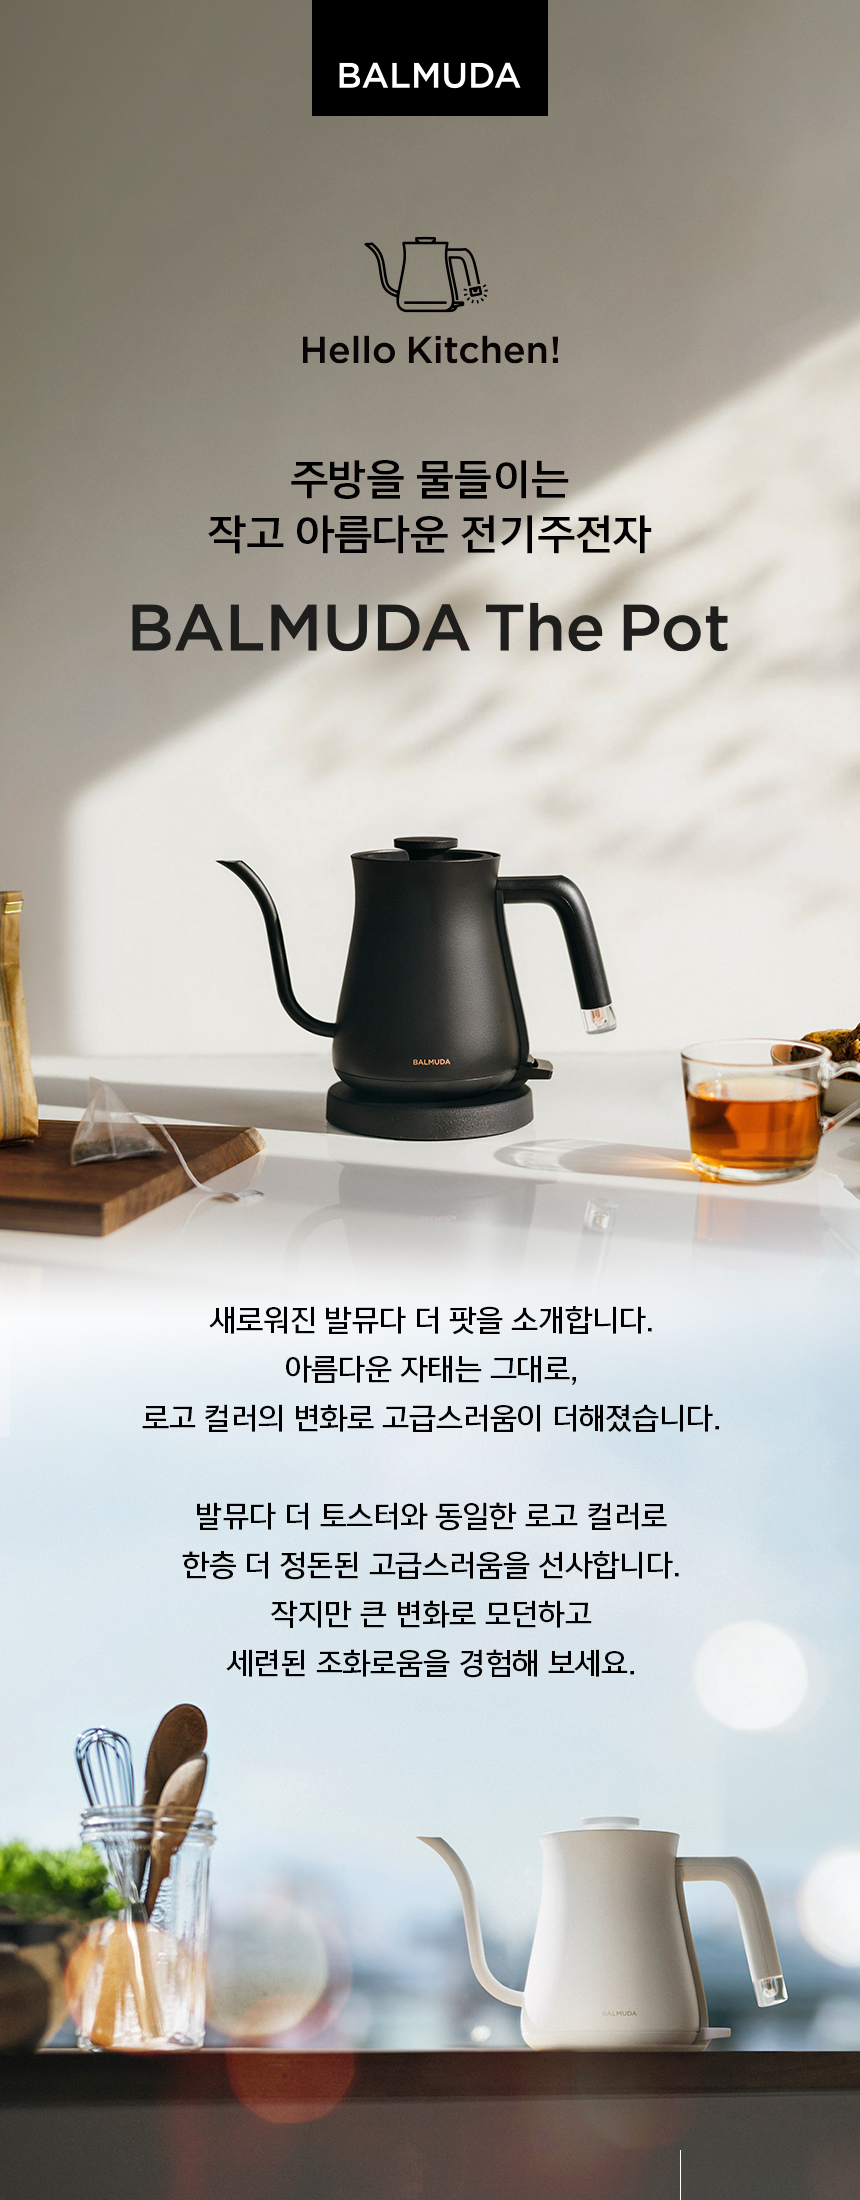 BALMUDA
Hello Kitchen!
주방을 물들이는
작고 아름다운 전기주전자
BALMUDA The Pot
BALMUDA
새로워진 발뮤다 더 팟을 소개합니다.
아름다운 자태는 그대로,
로고 컬러의 변화로 고급스러움이 더해졌습니다.
발뮤다 더 토스터와 동일한 로고 컬러로
한층 더 정돈된 고급스러움을 선사합니다.
작지만 큰 변화로 모던하고
세련된 조화로움을 경험해 보세요.
BALMUDA